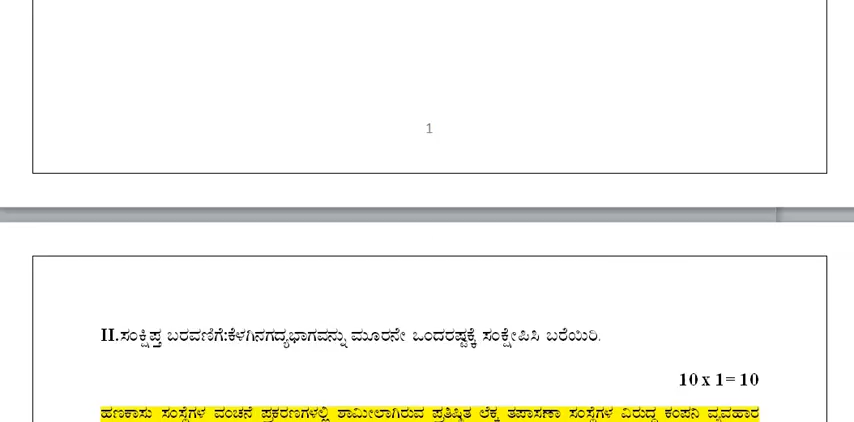 1
II.ಸಂಕ್ಷಿಪ್ತ ಬರವಣಿಗೆ:ಕೆಳಗಿನಗದ್ಯಭಾಗವನ್ನು ಮೂರನೇ ಒಂದರಷ್ಟಕ್ಕೆ ಸಂಕ್ಷೇಪಿಸಿ ಬರೆಯಿರಿ.
10 x 1= 10
ಹಣಕಾಸು ಸಂಸ್ಥೆಗಳ ವಂಚನೆ ಪ್ರಕರಣಗಳಲ್ಲಿ ಶಾಮೀಲಾಗಿರುವ ಪ್ರತಿಷ್ಠಿತ ಲೆಕ್ಕ ತಪಾಸಣಾ ಸಂಸ್ಥೆಗಳ ವಿರುದ್ಧ ಕಂಪನಿ ವ್ಯವಹಾರ